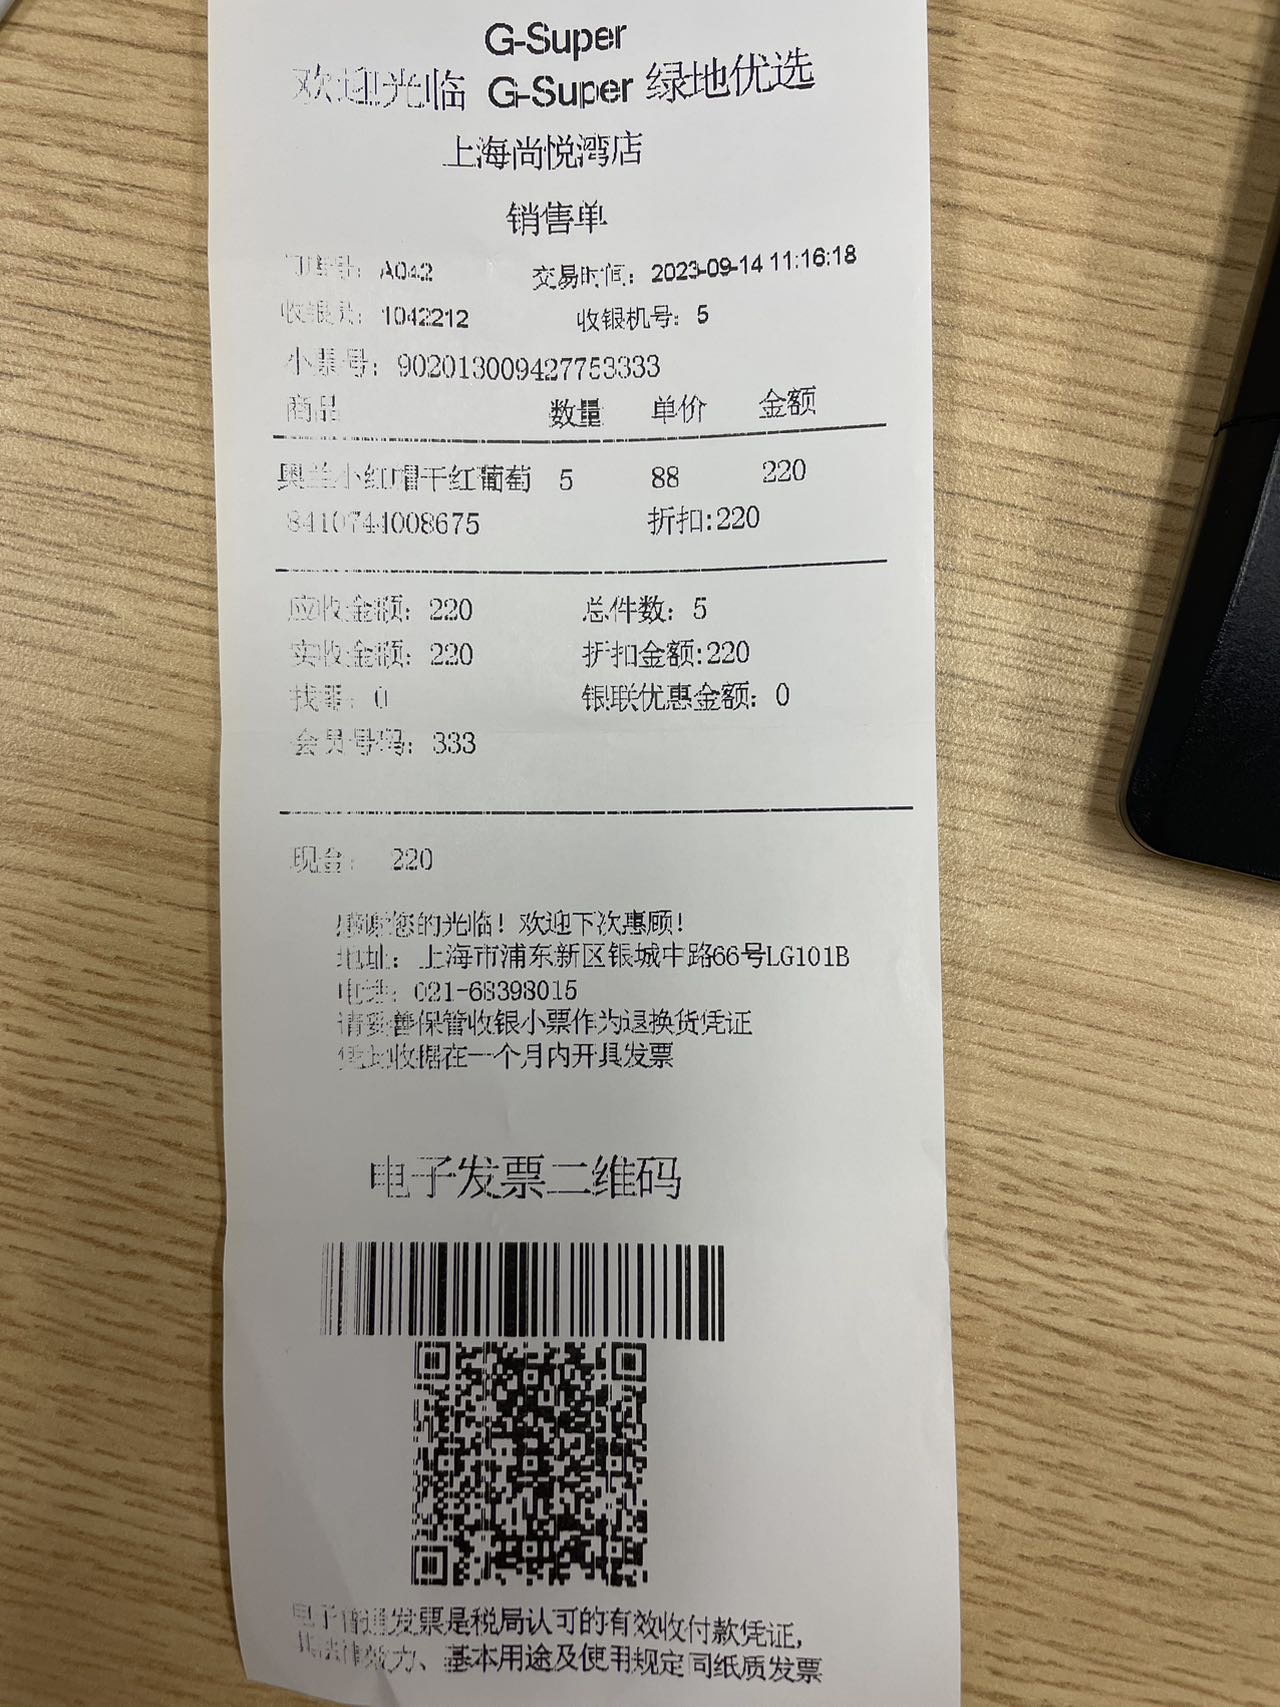 G-Super
欢迎光临 G-Super 绿地优选
上海尚悦湾店
销售单
门店号: A042 交易时间: 2023-09-14 11:16:18
收银员: 1042212 收银机号: 5
小票号: 902013009427753333
商品 数量 单价 金额
奥兰小红帽干红葡萄 5 88 220
8410744008675 折扣:220
应收金额: 220 总件数: 5
实收金额: 220 折扣金额:220
找零: 0 银联优惠金额: 0
会员号码: 333
现金: 220
感谢您的光临! 欢迎下次惠顾!
地址: 上海市浦东新区银城中路66号LG101B
电话: 021-68398015
请妥善保管收银小票作为退换货凭证
凭此收据在一个月内开具发票
电子发票二维码
电子普通发票是税局认可的有效收付款凭证,
其法律效力、基本用途及使用规定同纸质发票